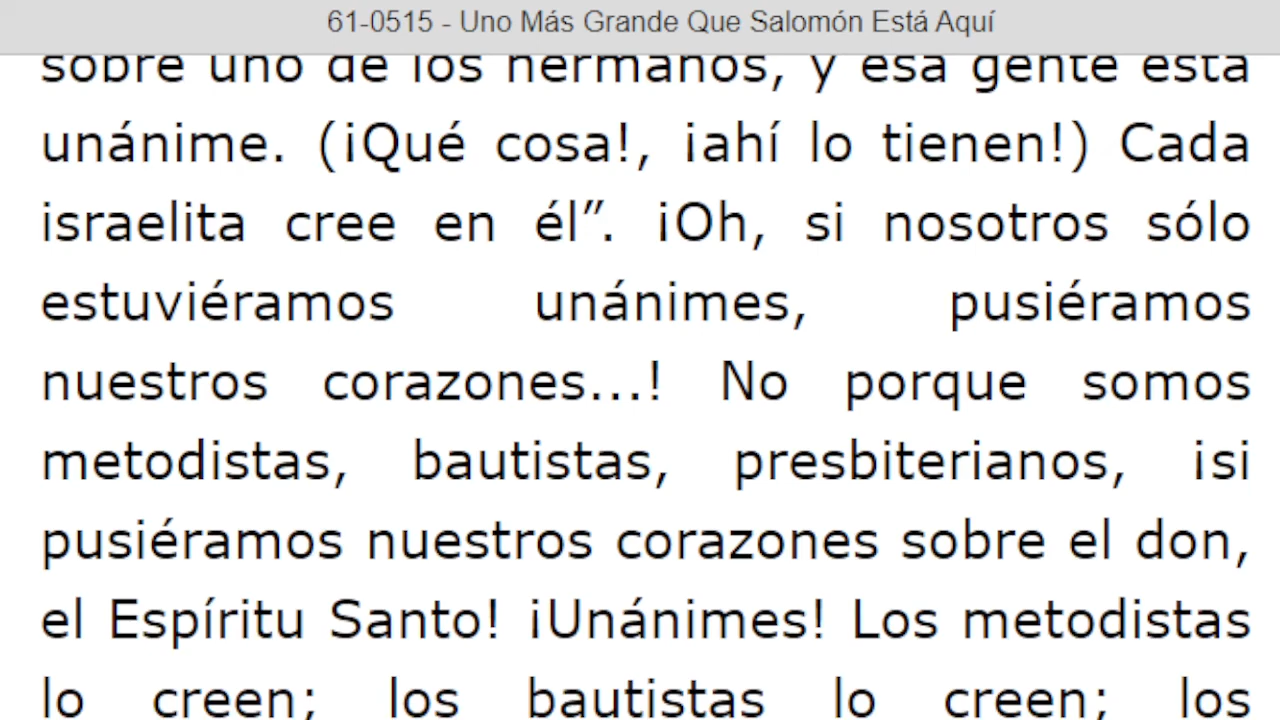 61-0515 - Uno Más Grande Que Salomón Está Aquí
sobre uno de los hermanos, y esa gente está
unánime. (¡Qué cosa!, ¡ahí lo tienen!) Cada
israelita cree en él”. ¡Oh, si nosotros sólo
estuviéramos unánimes, pusiéramos
nuestros corazones...! No porque somos
metodistas, bautistas, presbiterianos, ¡si
pusiéramos nuestros corazones sobre el don,
el Espíritu Santo! ¡Unánimes! Los metodistas
lo creen; los bautistas lo creen; los